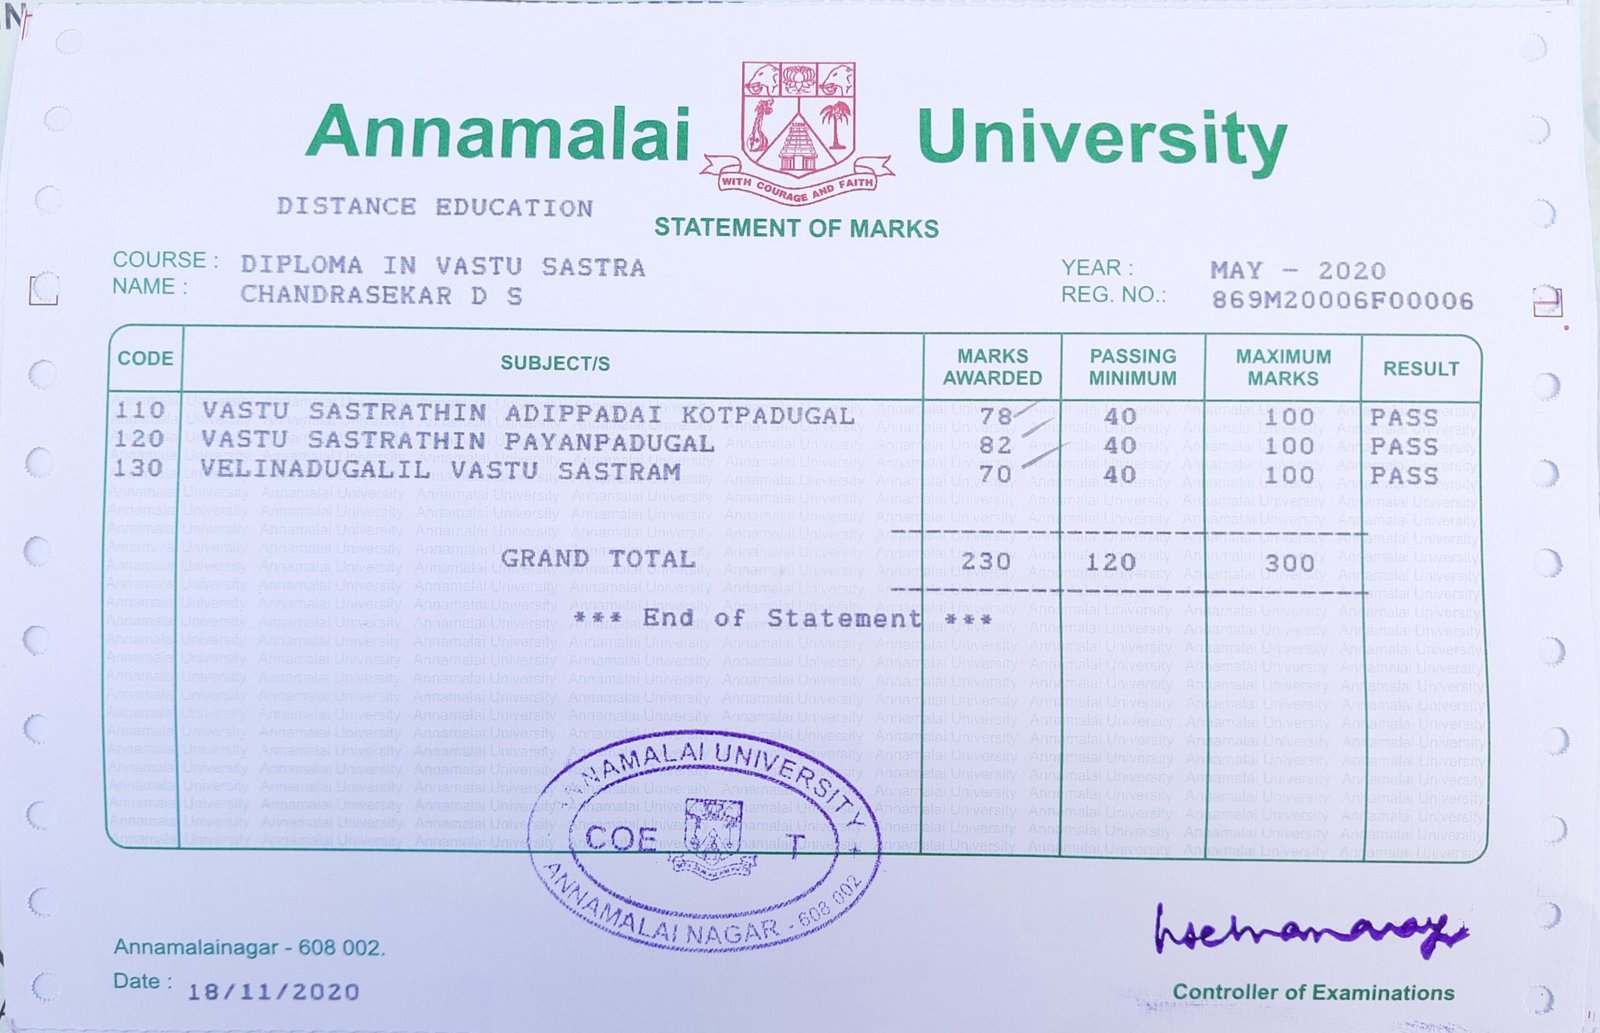 Annamalai University
WITH COURAGE AND FAITH
DISTANCE EDUCATION
STATEMENT OF MARKS
COURSE : DIPLOMA IN VASTU SASTRA
NAME : CHANDRASEKAR D S
YEAR : MAY - 2020
REG. NO.: 869M20006F00006
CODE SUBJECT/S MARKS AWARDED PASSING MINIMUM MAXIMUM MARKS RESULT
110 VASTU SASTRATHIN ADIPPADAI KOTPADUGAL 78 40 100 PASS
120 VASTU SASTRATHIN PAYANPADUGAL 82 40 100 PASS
130 VELINADUGALIL VASTU SASTRAM 70 40 100 PASS
GRAND TOTAL 230 120 300
*** End of Statement ***
ANNAMALAI UNIVERSITY
COE T
ANNAMALAI NAGAR - 608 002
Annamalainagar - 608 002.
Date : 18/11/2020
Controller of Examinations